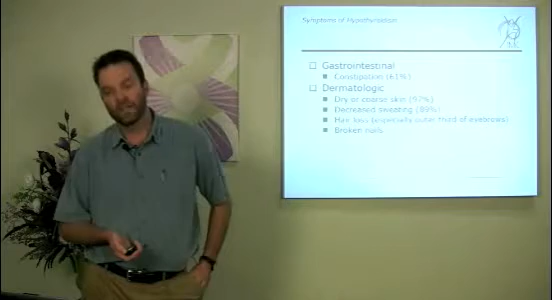 Symptoms of Hypothyroidism
Gastrointestinal
Constipation (61%)
Dermatologic
Dry or coarse skin (97%)
Decreased sweating (89%)
Hair loss (especially outer third of eyebrows)
Broken nails